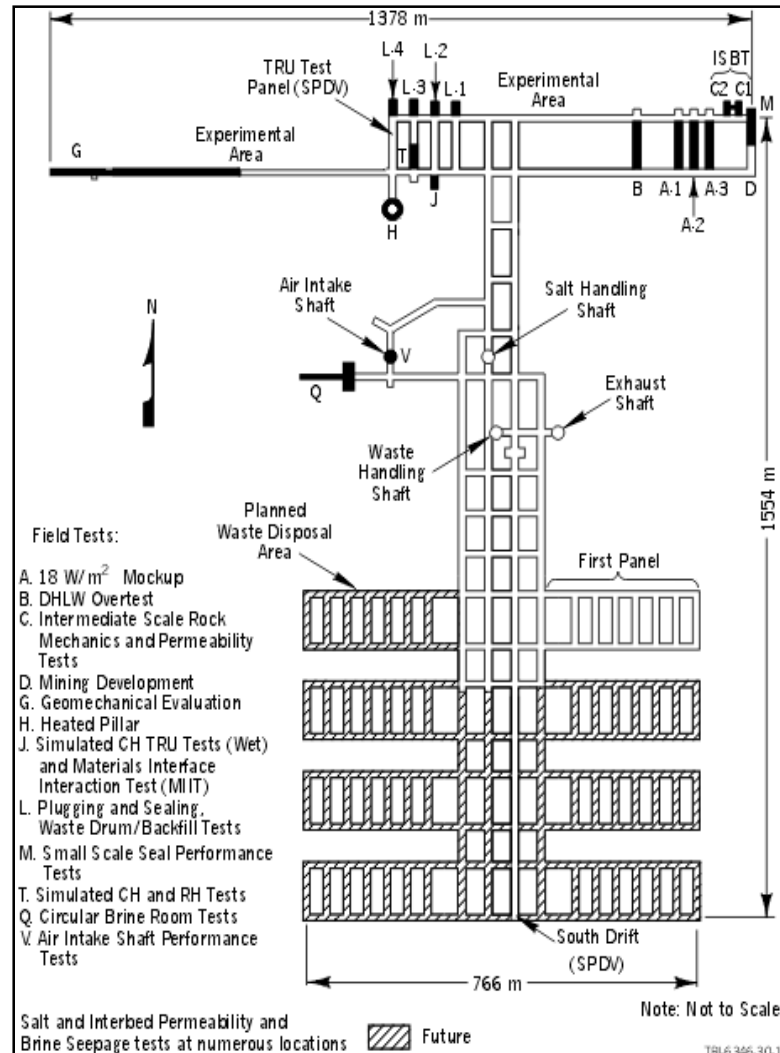 1378 m
L-4
L-2
ISBT
TRU Test
Panel (SPDV)
L-3
L-1
Experimental
Area
C2
C1
M
Experimental
Area
G
T
B
A-1
A-3
D
J
H
A-2
N
Air Intake
Shaft
Salt Handling
Shaft
V
Q
Exhaust
Shaft
Waste
Handling
Shaft
1554 m
Planned
Waste Disposal
Area
First Panel
Field Tests:
A. 18 W/m² Mockup
B. DHLW Overtest
C. Intermediate Scale Rock
Mechanics and Permeability
Tests
D. Mining Development
G. Geomechanical Evaluation
H. Heated Pillar
J. Simulated CH TRU Tests (Wet)
and Materials Interface
Interaction Test (MIIT)
L. Plugging and Sealing,
Waste Drum/Backfill Tests
M. Small Scale Seal Performance
Tests
T. Simulated CH and RH Tests
Q. Circular Brine Room Tests
V. Air Intake Shaft Performance
Tests
South Drift
(SPDV)
766 m
Note: Not to Scale
Salt and Interbed Permeability and
Brine Seepage tests at numerous locations
Future